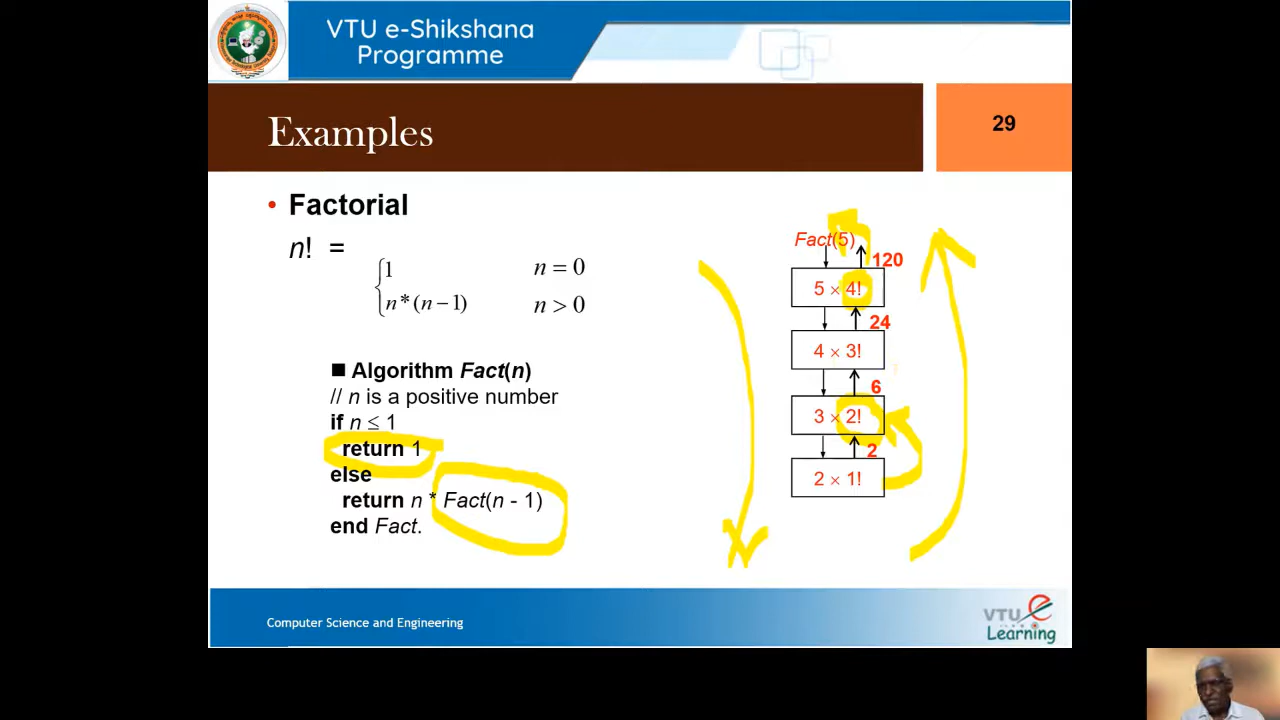 VTU e-Shikshana
Programme
Examples
29
• Factorial
n! =
{1 n = 0
n*(n−1) n > 0
■ Algorithm Fact(n)
// n is a positive number
if n ≤ 1
return 1
else
return n * Fact(n - 1)
end Fact.
Fact(5)
120
5 × 4!
24
4 × 3!
6
3 × 2!
2
2 × 1!
Computer Science and Engineering
VTU e
Learning